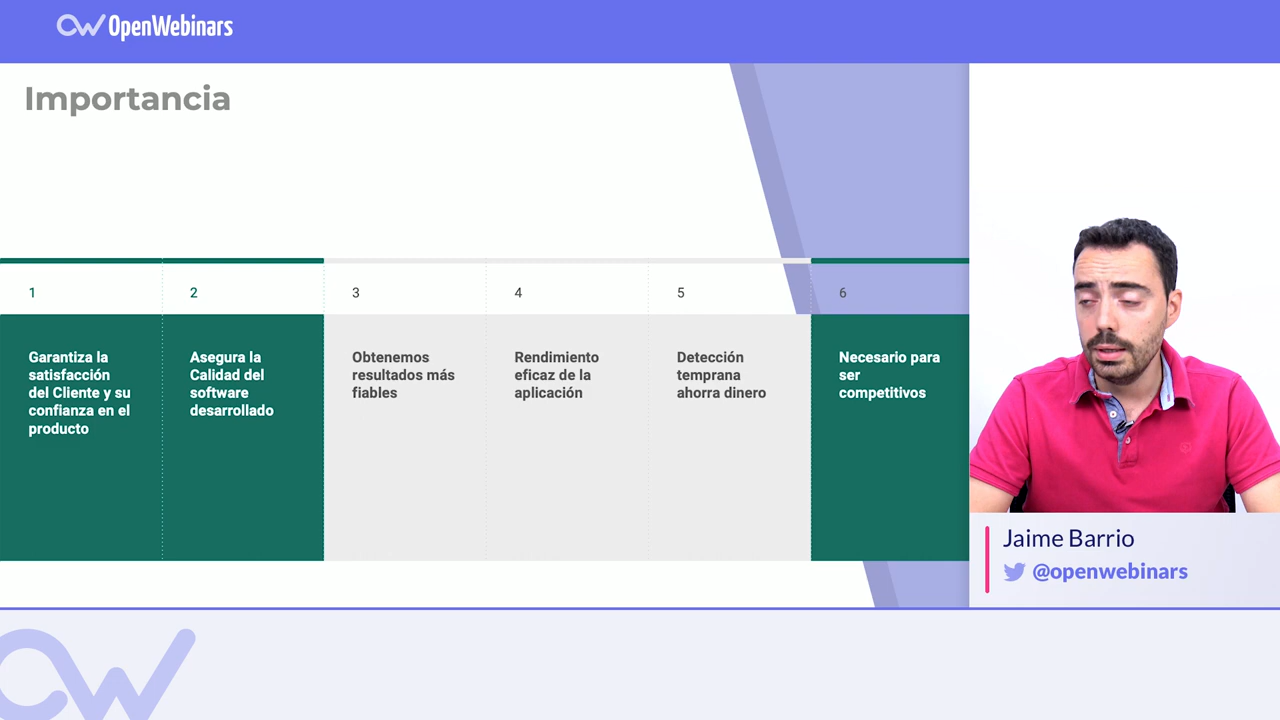 OpenWebinars
Importancia
1
2
3
4
5
6
Garantiza la
satisfacción
del Cliente y su
confianza en el
producto
Asegura la
Calidad del
software
desarrollado
Obtenemos
resultados más
fiables
Rendimiento
eficaz de la
aplicación
Detección
temprana
ahorra dinero
Necesario para
ser
competitivos
Jaime Barrio
@openwebinars